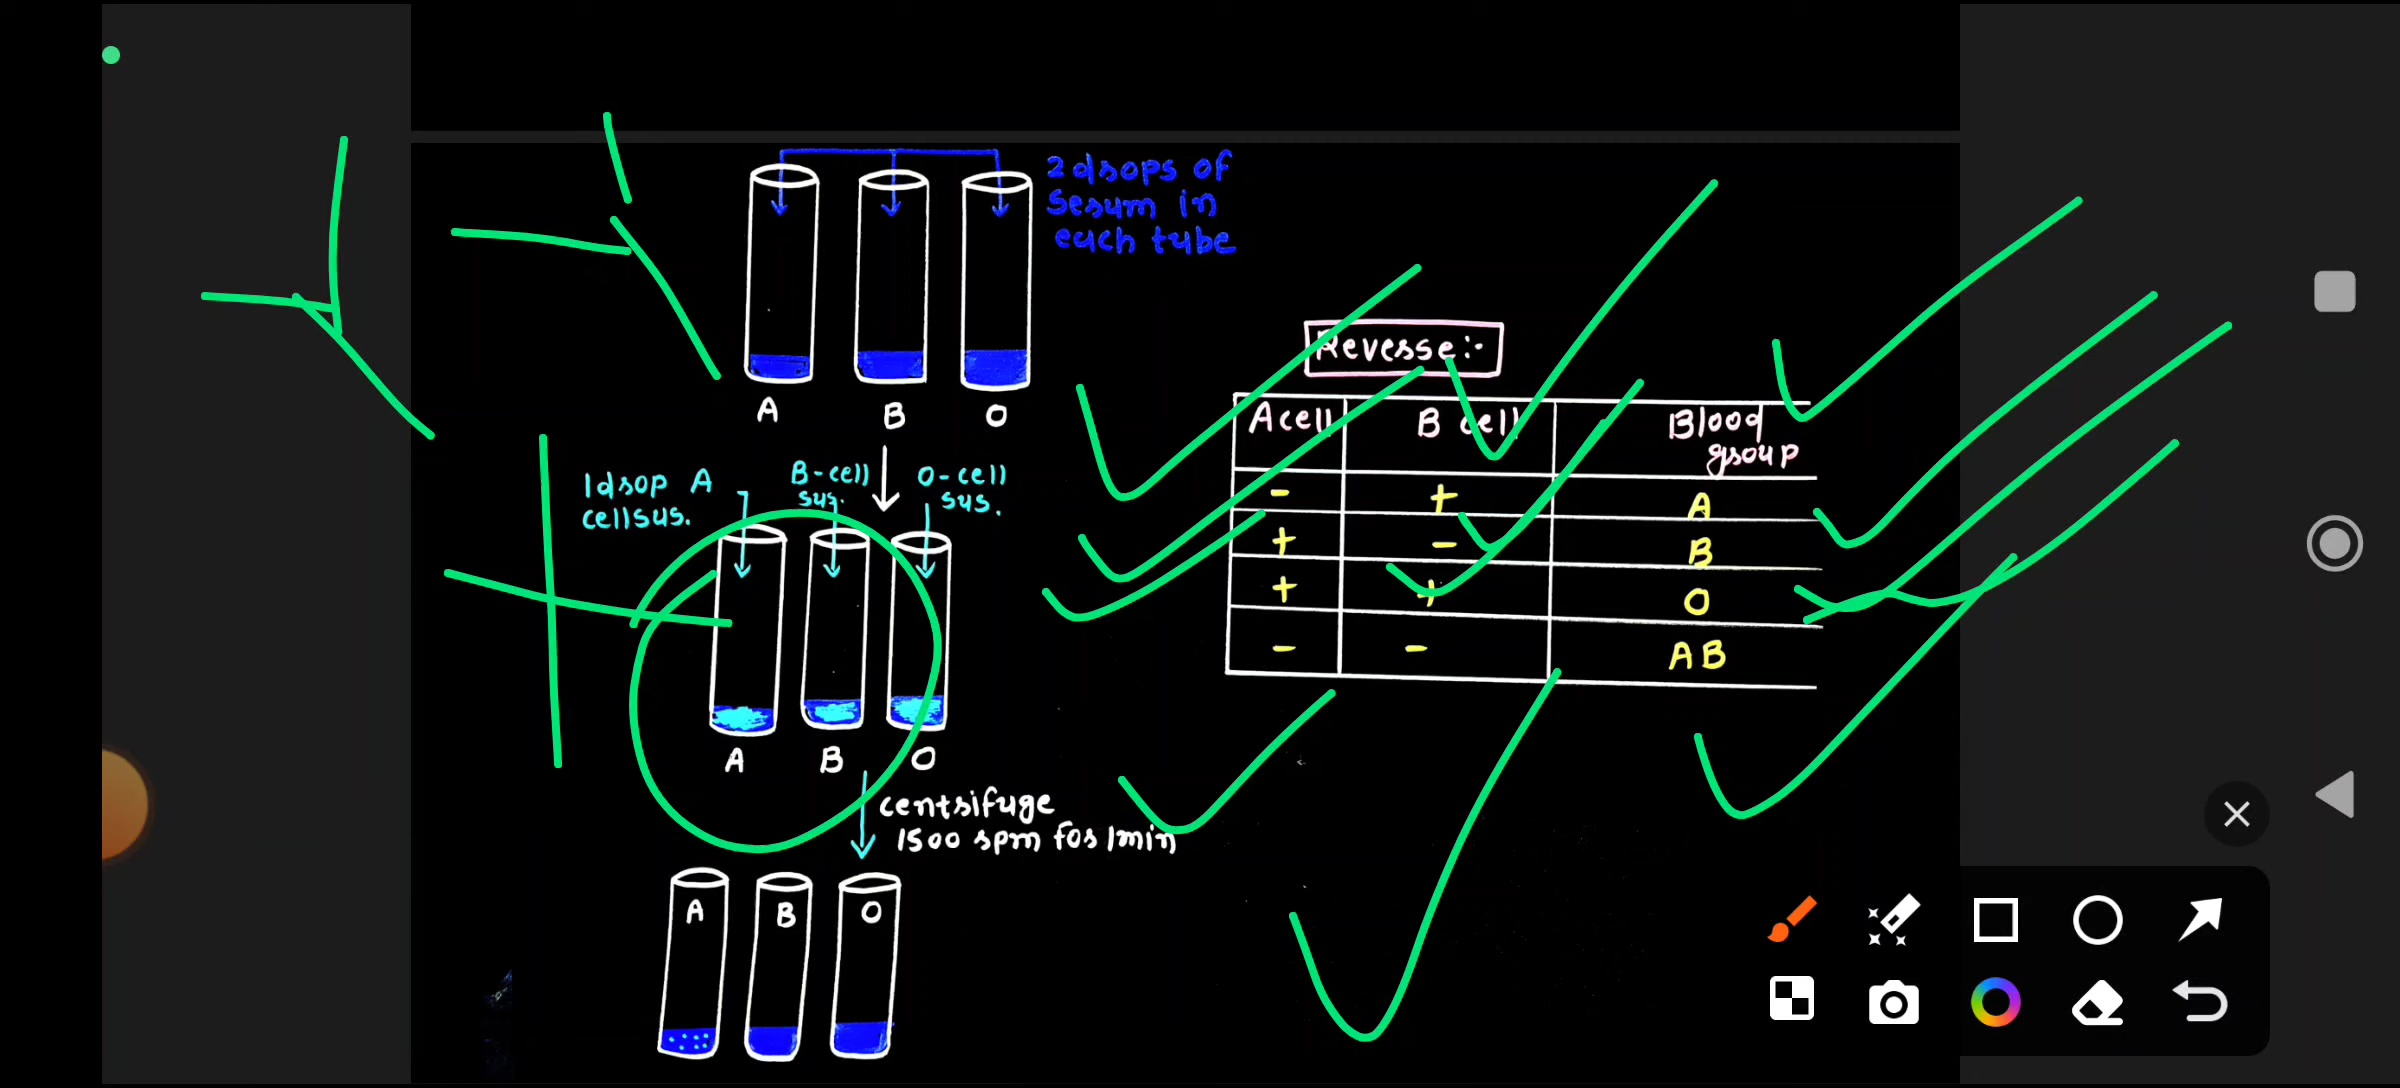 2 drops of
serum in
each tube
A B O
1 drop A
cell sus.
B-cell
sus.
O-cell
sus.
A B O
centrifuge
1500 rpm for 1min
A B O
Reverse:-
A cell B cell Blood
group
- + A
+ - B
+ + O
- - AB